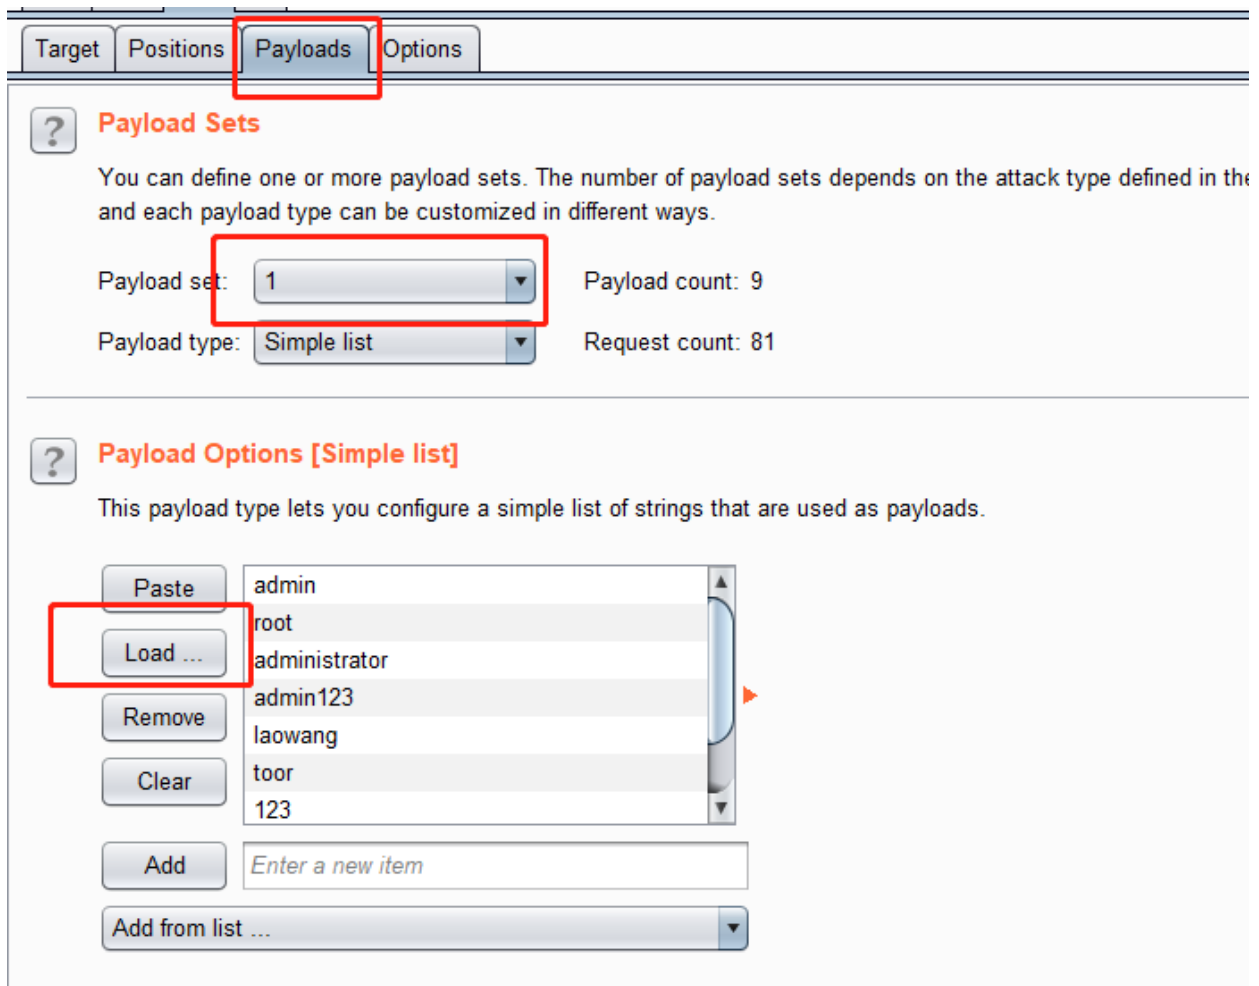 Target Positions Payloads Options
?
Payload Sets
You can define one or more payload sets. The number of payload sets depends on the attack type defined in the
and each payload type can be customized in different ways.
Payload set: 1 Payload count: 9
Payload type: Simple list Request count: 81
?
Payload Options [Simple list]
This payload type lets you configure a simple list of strings that are used as payloads.
Paste
Load ...
Remove
Clear
admin
root
administrator
admin123
laowang
toor
123
Add Enter a new item
Add from list ...